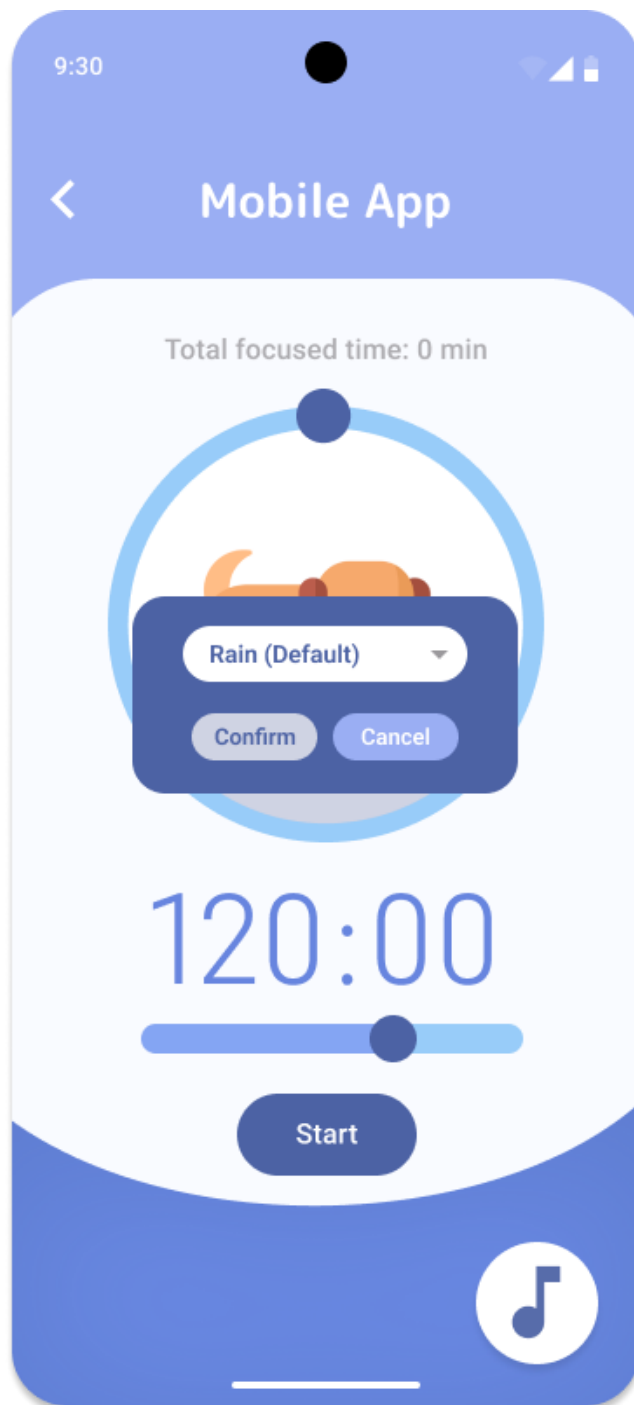 9:30
Mobile App
Total focused time: 0 min
Rain (Default)
Confirm
Cancel
120:00
Start